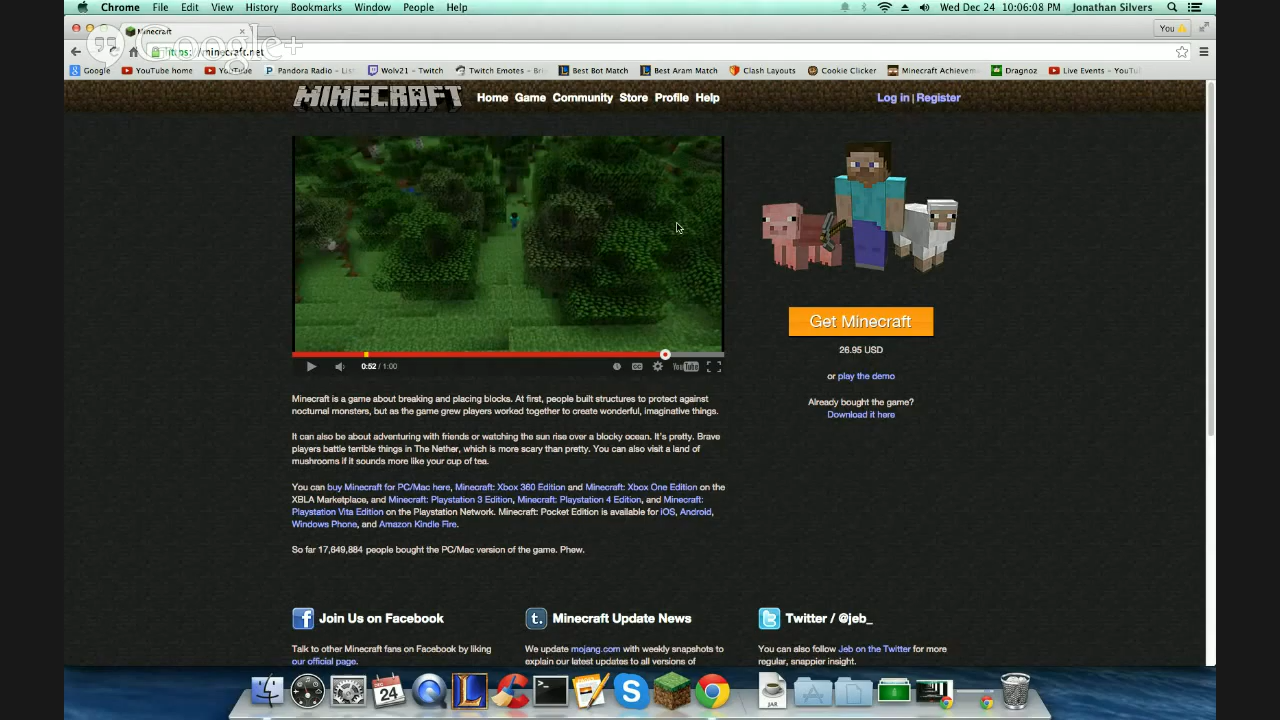 Chrome File Edit View History Bookmarks Window People Help Wed Dec 24 10:06:08 PM Jonathan Silvers
Minecraft You
Google+
https://minecraft.net
Google YouTube home YouTube Pandora Radio - Lis Wolv21 - Twitch Twitch Emotes - Bri Best Bot Match Best Aram Match Clash Layouts Cookie Clicker Minecraft Achievem Dragnoz Live Events - YouTu
MINECRAFT Home Game Community Store Profile Help Log in | Register
Get Minecraft
26.95 USD
or play the demo
Already bought the game?
Download it here
0:52 / 1:00 CC YouTube
Minecraft is a game about breaking and placing blocks. At first, people built structures to protect against
nocturnal monsters, but as the game grew players worked together to create wonderful, imaginative things.
It can also be about adventuring with friends or watching the sun rise over a blocky ocean. It's pretty. Brave
players battle terrible things in The Nether, which is more scary than pretty. You can also visit a land of
mushrooms if it sounds more like your cup of tea.
You can buy Minecraft for PC/Mac here, Minecraft: Xbox 360 Edition and Minecraft: Xbox One Edition on the
XBLA Marketplace, and Minecraft: Playstation 3 Edition, Minecraft: Playstation 4 Edition, and Minecraft:
Playstation Vita Edition on the Playstation Network. Minecraft: Pocket Edition is available for iOS, Android,
Windows Phone, and Amazon Kindle Fire.
So far 17,649,884 people bought the PC/Mac version of the game. Phew.
f Join Us on Facebook
Talk to other Minecraft fans on Facebook by liking
our official page.
t. Minecraft Update News
We update mojang.com with weekly snapshots to
explain our latest updates to all versions of
Twitter / @jeb_
You can also follow Jeb on the Twitter for more
regular, snappier insight.
24 L S JAR